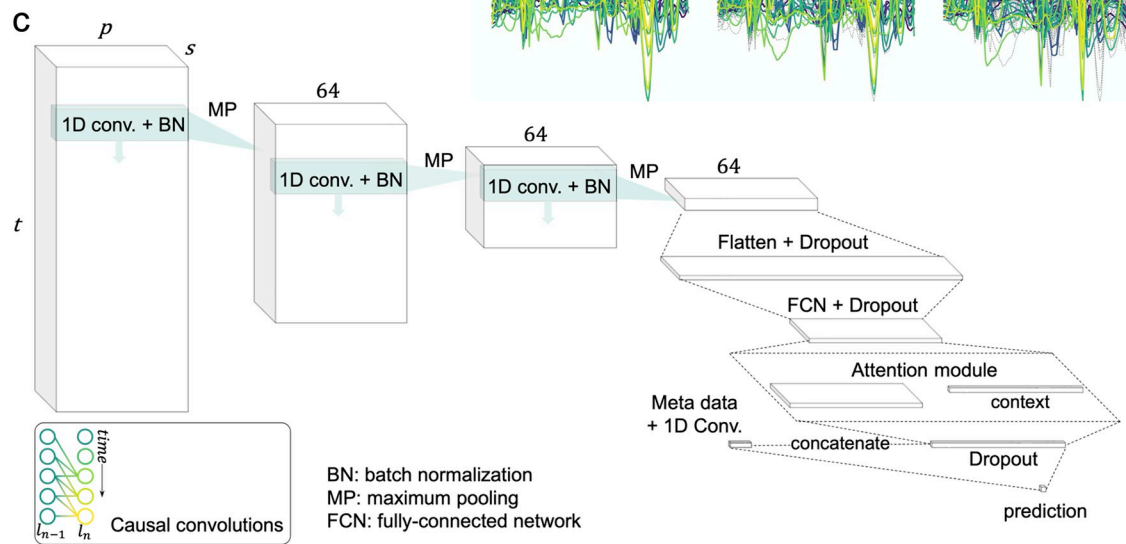 C
p
s
t
1D conv. + BN
MP
64
1D conv. + BN
MP
64
1D conv. + BN
MP
64
Flatten + Dropout
FCN + Dropout
Attention module
context
Meta data
+ 1D Conv.
concatenate
Dropout
prediction
time
lₙ₋₁ lₙ
Causal convolutions
BN: batch normalization
MP: maximum pooling
FCN: fully-connected network